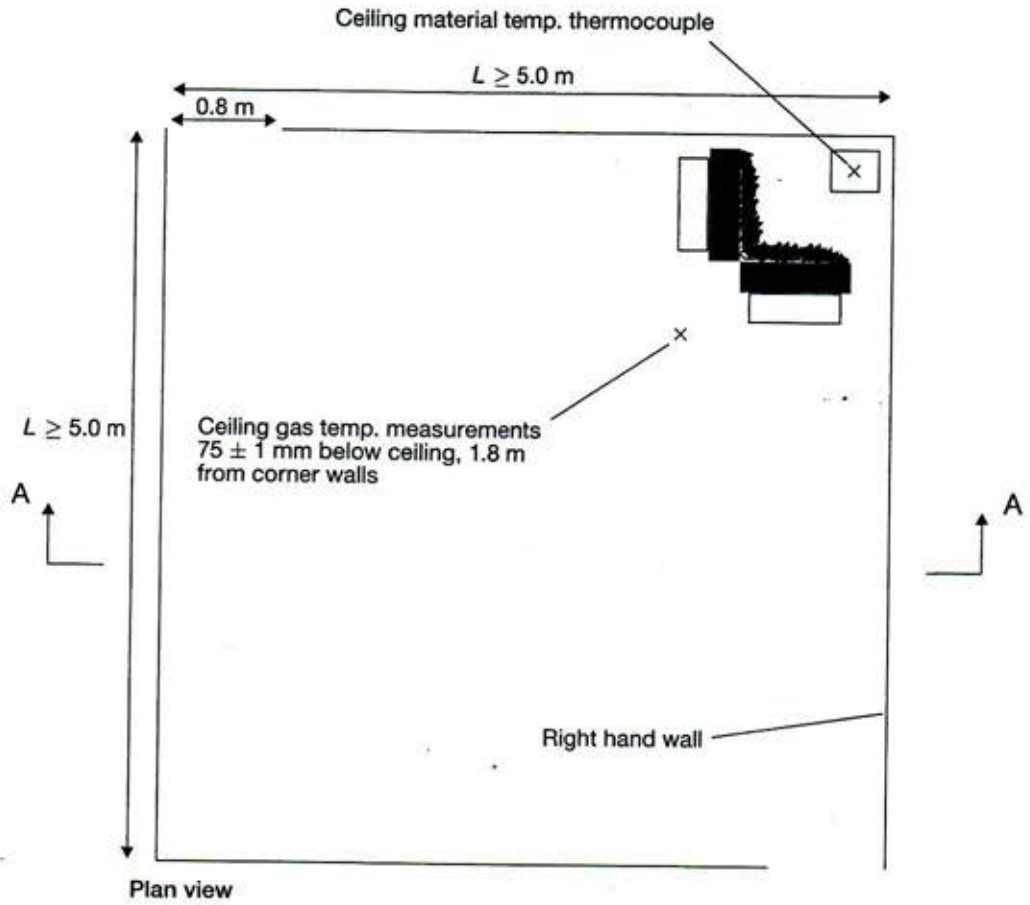 Ceiling material temp. thermocouple
L ≥ 5.0 m
0.8 m
L ≥ 5.0 m
Ceiling gas temp. measurements
75 ± 1 mm below ceiling, 1.8 m
from corner walls
A
A
Right hand wall
Plan view